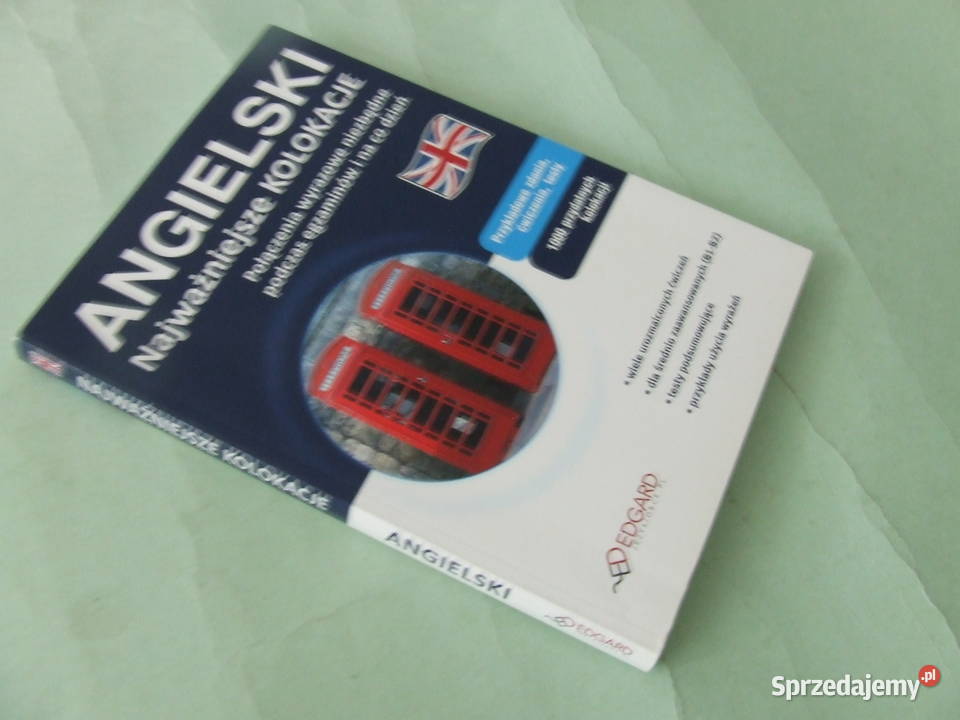 ANGIELSKI
Najważniejsze KOLOKACJE
Połączenia wyrazowe niezbędne
podczas egzaminów i na co dzień
Przykładowe zdania,
ćwiczenia, testy
1000 przydatnych
kolokacji
• wiele urozmaiconych ćwiczeń
• dla średnio zaawansowanych (B1-B2)
• testy podsumowujące
• przykłady użycia wyrażeń
EDGARD
NAJWAŻNIEJSZE KOLOKACJE
ANGIELSKI
EDGARD
Sprzedajemy.pl